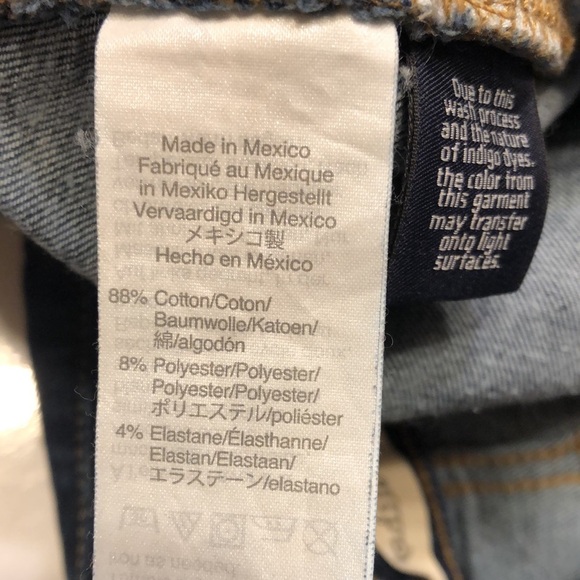 Made in Mexico
Fabriqué au Mexique
in Mexiko Hergestellt
Vervaardigd in Mexico
メキシコ製
Hecho en México
88% Cotton/Coton/
Baumwolle/Katoen/
綿/algodón
8% Polyester/Polyester/
Polyester/Polyester/
ポリエステル/poliéster
4% Elastane/Élasthanne/
Elastan/Elastaan/
エラステーン/elastano
Due to this
wash process
and the nature
of indigo dyes.
the color from
this garment
may transfer
onto light
surfaces.